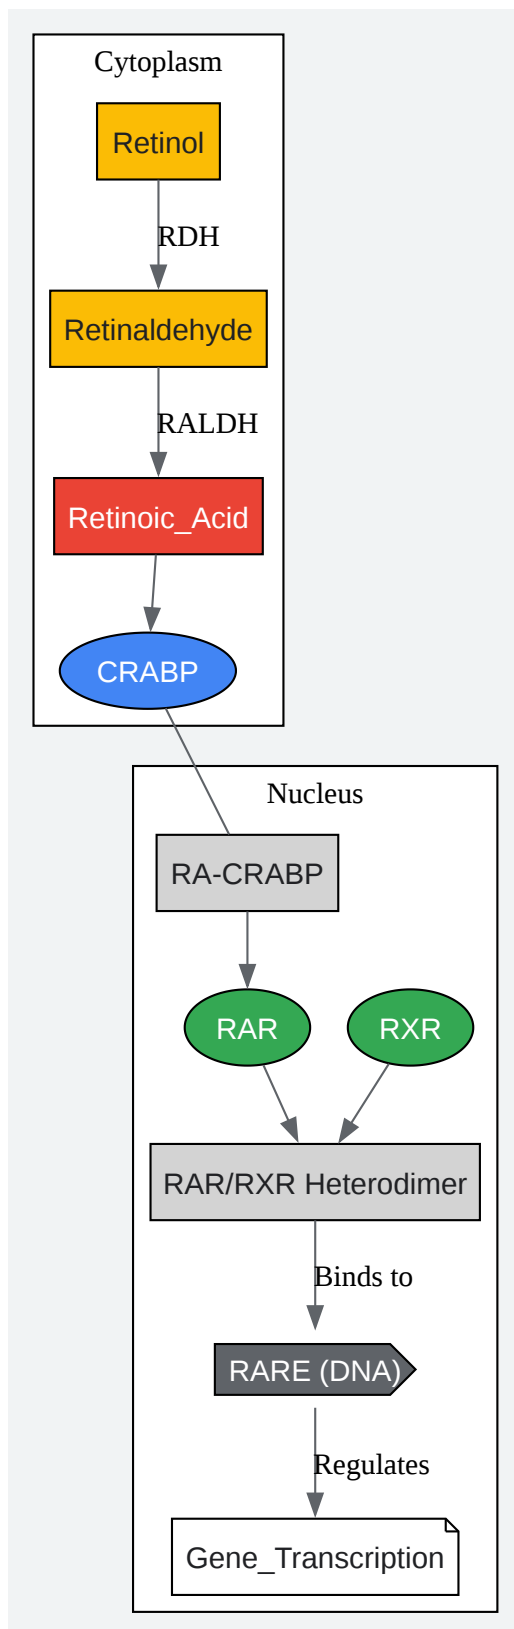 Cytoplasm
Retinol
RDH
Retinaldehyde
RALDH
Retinoic_Acid
CRABP
Nucleus
RA-CRABP
RAR
RXR
RAR/RXR Heterodimer
Binds to
RARE (DNA)
Regulates
Gene_Transcription